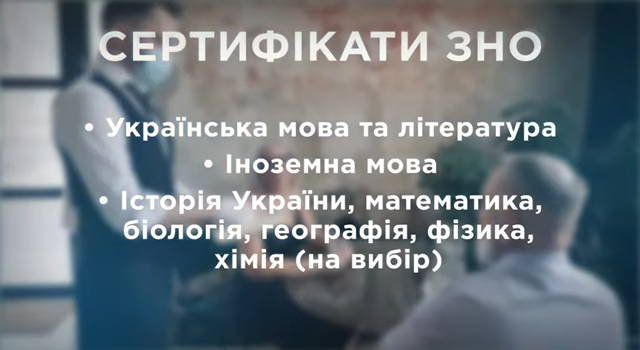 СЕРТИФІКАТИ ЗНО
• Українська мова та література
• Іноземна мова
• Історія України, математика,
біологія, географія, фізика,
хімія (на вибір)